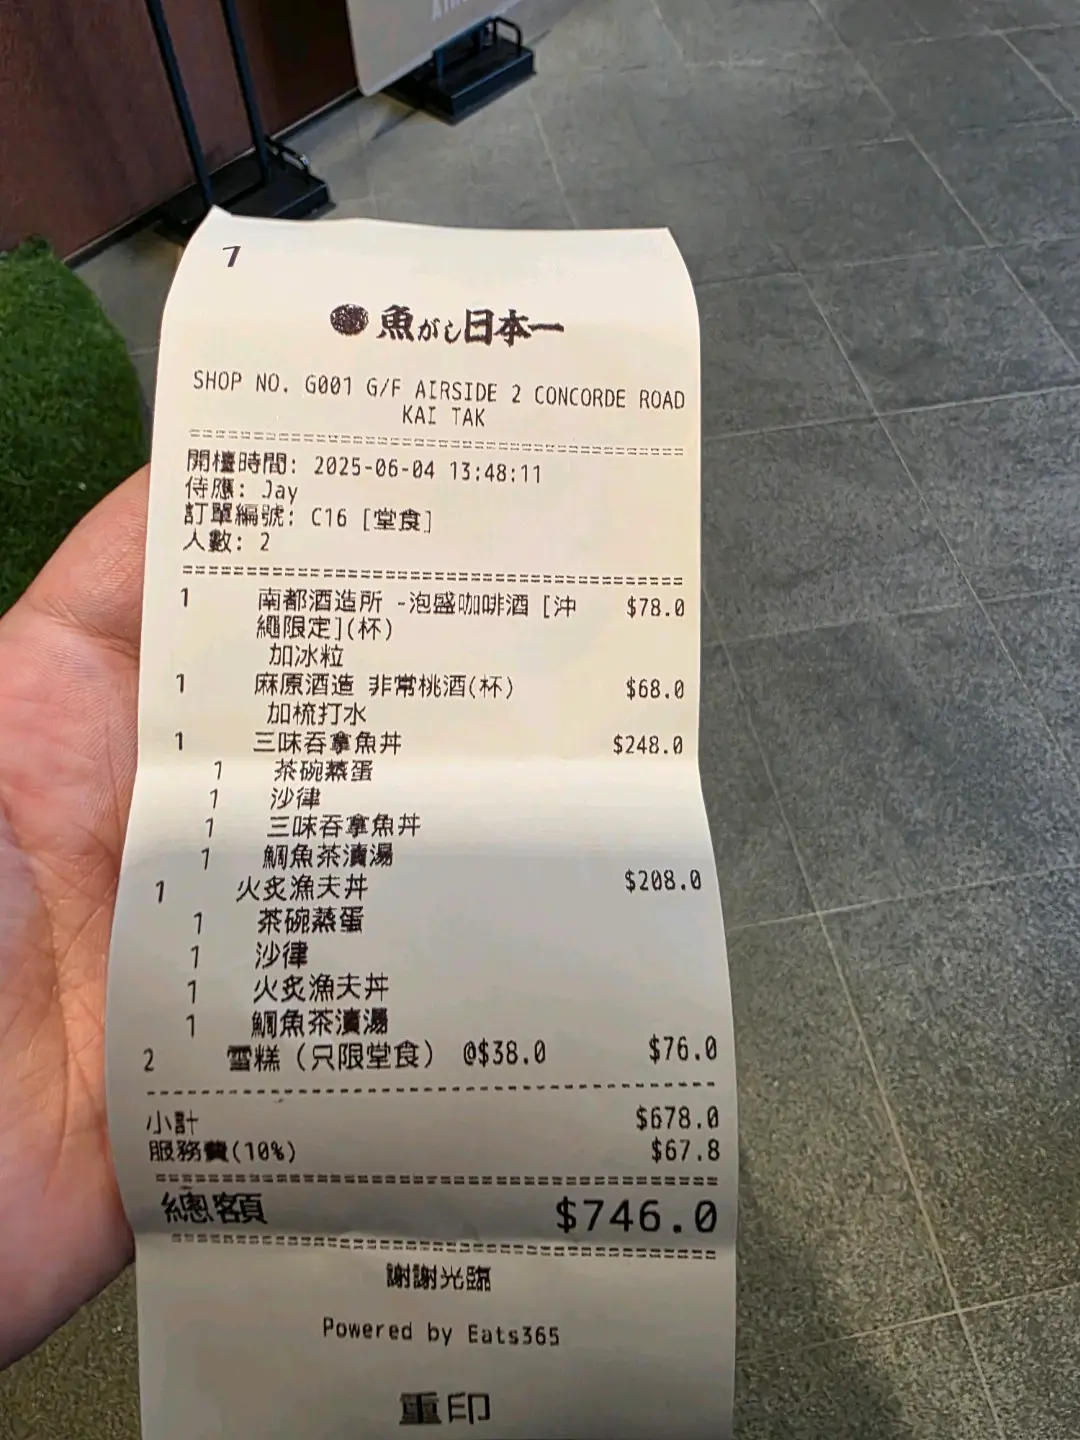 7
魚がし日本一
SHOP NO. G001 G/F AIRSIDE 2 CONCORDE ROAD
KAI TAK
開檯時間: 2025-06-04 13:48:11
侍應: Jay
訂單編號: C16 [堂食]
人數: 2
1 南都酒造所 -泡盛咖啡酒 [沖 $78.0
繩限定](杯)
加冰粒
1 麻原酒造 非常桃酒(杯) $68.0
加梳打水
1 三味吞拿魚丼 $248.0
1 茶碗蒸蛋
1 沙律
1 三味吞拿魚丼
1 鯛魚茶漬湯
1 火炙漁夫丼 $208.0
1 茶碗蒸蛋
1 沙律
1 火炙漁夫丼
1 鯛魚茶漬湯
2 雪糕 (只限堂食) @$38.0 $76.0
小計 $678.0
服務費(10%) $67.8
總額 $746.0
謝謝光臨
Powered by Eats365
重印